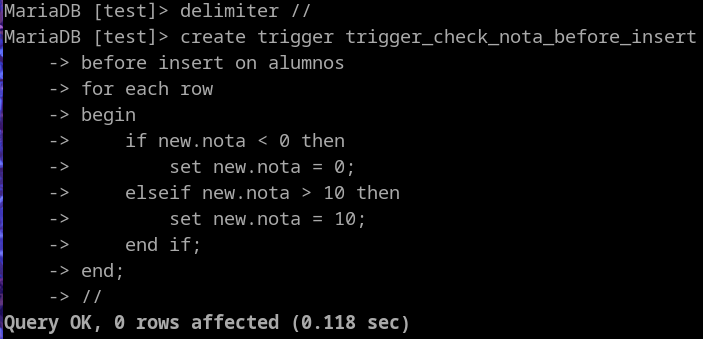 MariaDB [test]> delimiter //
MariaDB [test]> create trigger trigger_check_nota_before_insert
    -> before insert on alumnos
    -> for each row
    -> begin
    ->     if new.nota < 0 then
    ->         set new.nota = 0;
    ->     elseif new.nota > 10 then
    ->         set new.nota = 10;
    ->     end if;
    -> end;
    -> //
Query OK, 0 rows affected (0.118 sec)